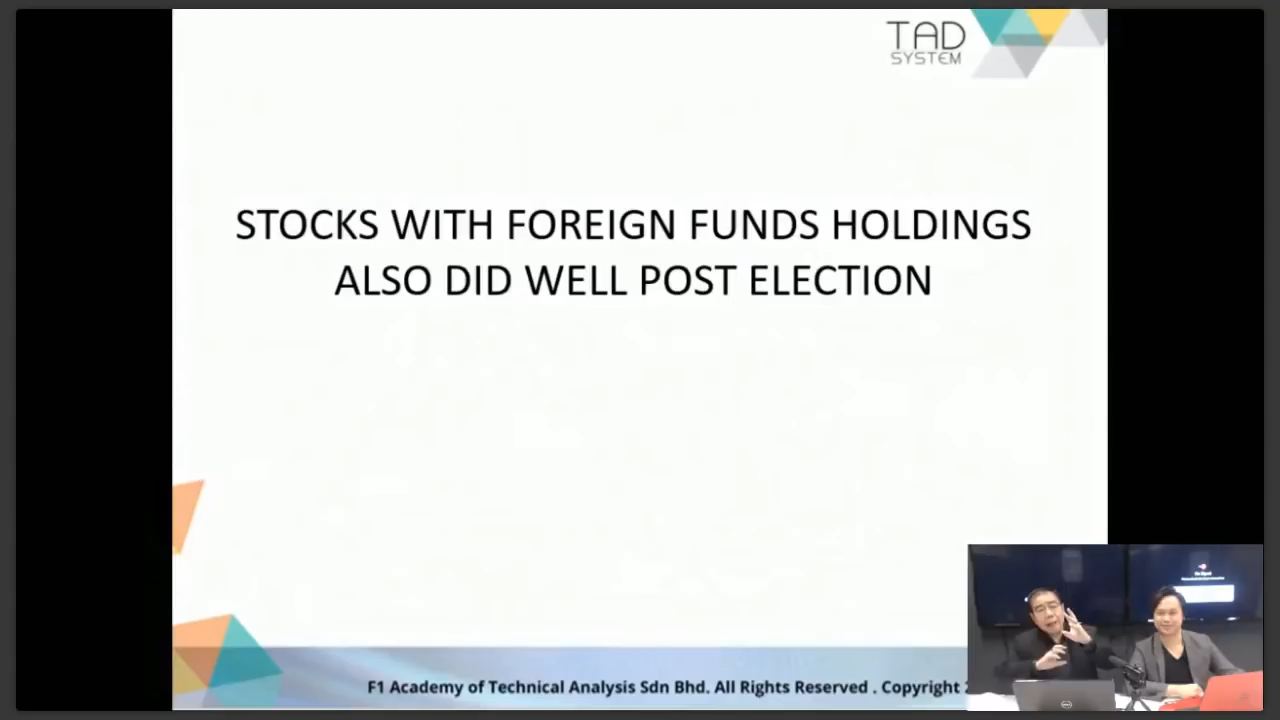 TAD
SYSTEM
STOCKS WITH FOREIGN FUNDS HOLDINGS
ALSO DID WELL POST ELECTION
F1 Academy of Technical Analysis Sdn Bhd. All Rights Reserved . Copyright